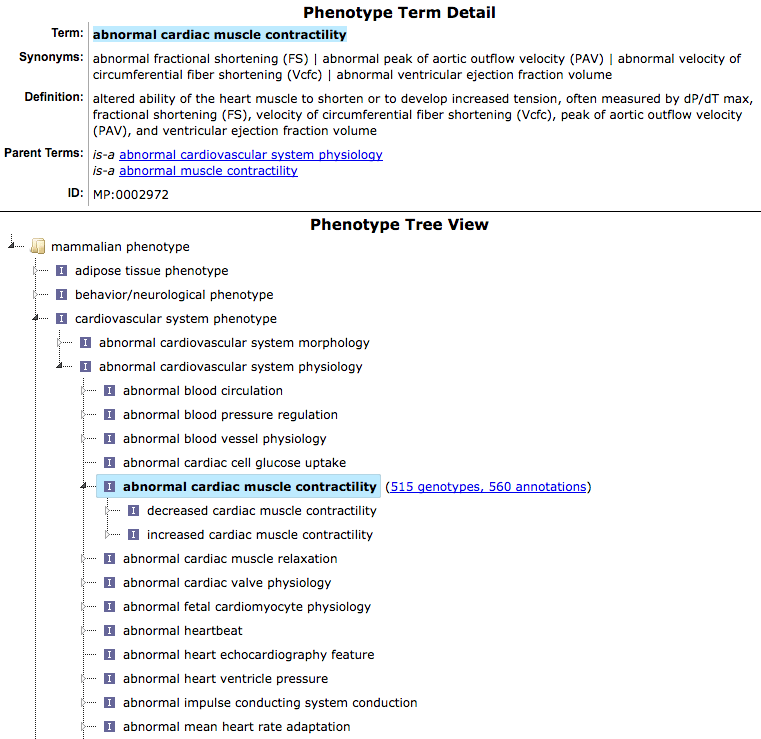 Phenotype Term Detail
Term: abnormal cardiac muscle contractility
Synonyms: abnormal fractional shortening (FS) | abnormal peak of aortic outflow velocity (PAV) | abnormal velocity of
circumferential fiber shortening (Vcfc) | abnormal ventricular ejection fraction volume
Definition: altered ability of the heart muscle to shorten or to develop increased tension, often measured by dP/dT max,
fractional shortening (FS), velocity of circumferential fiber shortening (Vcfc), peak of aortic outflow velocity
(PAV), and ventricular ejection fraction volume
Parent Terms: is-a abnormal cardiovascular system physiology
is-a abnormal muscle contractility
ID: MP:0002972
Phenotype Tree View
mammalian phenotype
I adipose tissue phenotype
I behavior/neurological phenotype
I cardiovascular system phenotype
I abnormal cardiovascular system morphology
I abnormal cardiovascular system physiology
I abnormal blood circulation
I abnormal blood pressure regulation
I abnormal blood vessel physiology
I abnormal cardiac cell glucose uptake
I abnormal cardiac muscle contractility (515 genotypes, 560 annotations)
I decreased cardiac muscle contractility
I increased cardiac muscle contractility
I abnormal cardiac muscle relaxation
I abnormal cardiac valve physiology
I abnormal fetal cardiomyocyte physiology
I abnormal heartbeat
I abnormal heart echocardiography feature
I abnormal heart ventricle pressure
I abnormal impulse conducting system conduction
I abnormal mean heart rate adaptation